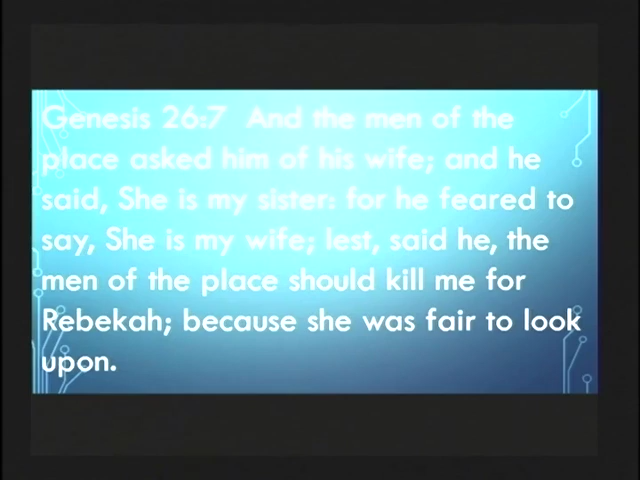 Genesis 26:7 And the men of the
place asked him of his wife; and he
said, She is my sister: for he feared to
say, She is my wife; lest, said he, the
men of the place should kill me for
Rebekah; because she was fair to look
upon.